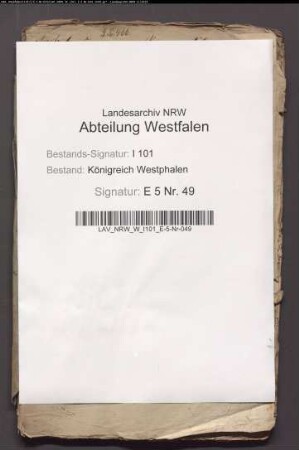 Landesarchiv NRW
Abteilung Westfalen
Bestands-Signatur: I 101
Bestand: Königreich Westphalen
Signatur: E 5 Nr. 49
LAV_NRW_W_I101_E-5-Nr-049